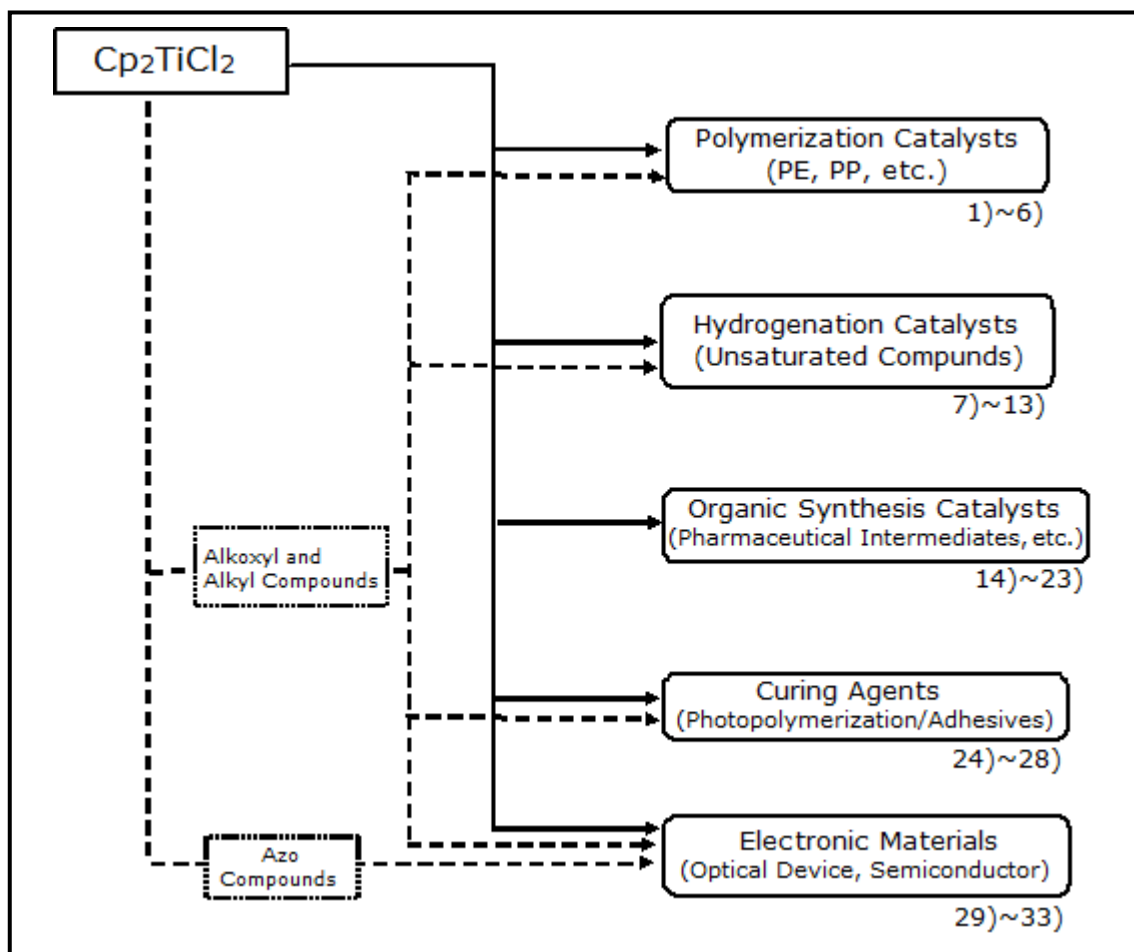 Cp₂TiCl₂
Polymerization Catalysts
(PE, PP, etc.)
1)~6)
Hydrogenation Catalysts
(Unsaturated Compunds)
7)~13)
Organic Synthesis Catalysts
(Pharmaceutical Intermediates, etc.)
14)~23)
Alkoxyl and
Alkyl Compounds
Curing Agents
(Photopolymerization/Adhesives)
24)~28)
Azo
Compounds
Electronic Materials
(Optical Device, Semiconductor)
29)~33)